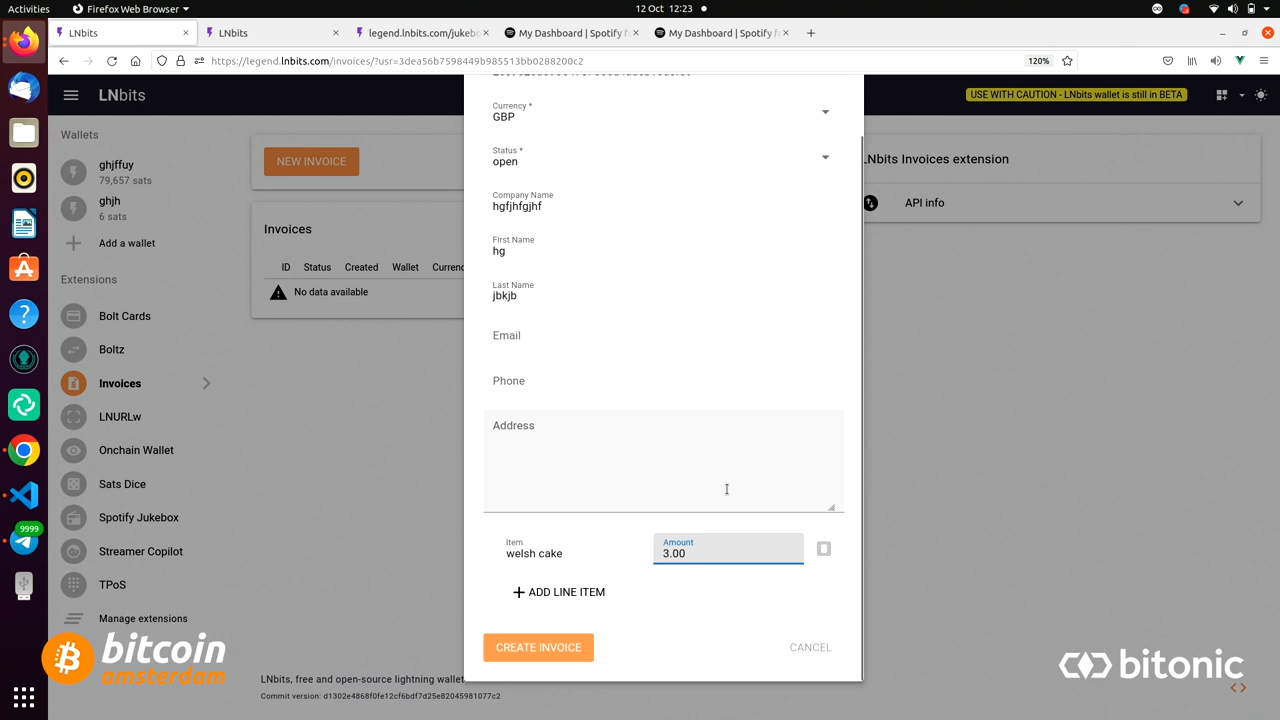 Activities
Firefox Web Browser
12 Oct 12:23
LNbits
LNbits
legend.lnbits.com/jukebo
My Dashboard | Spotify f
My Dashboard | Spotify f
https://legend.lnbits.com/invoices/?usr=3dea56b7598449b985513bb0288200c2
120%
LNbits
USE WITH CAUTION - LNbits wallet is still in BETA
Wallets
ghjffuy
79,657 sats
ghjh
6 sats
Add a wallet
Extensions
Bolt Cards
Boltz
Invoices
LNURLw
Onchain Wallet
Sats Dice
Spotify Jukebox
Streamer Copilot
TPoS
Manage extensions
9999
NEW INVOICE
Invoices
ID Status Created Wallet Currenc
No data available
Currency *
GBP
Status *
open
Company Name
hgfjhfgjhf
First Name
hg
Last Name
jbkjb
Email
Phone
Address
Item
welsh cake
Amount
3.00
ADD LINE ITEM
CREATE INVOICE
CANCEL
LNbits Invoices extension
API info
LNbits, free and open-source lightning wallet
Commit version: d1302e4868f0fe12cf6bdf7d25e82045981077c2
bitcoin
amsterdam
bitonic